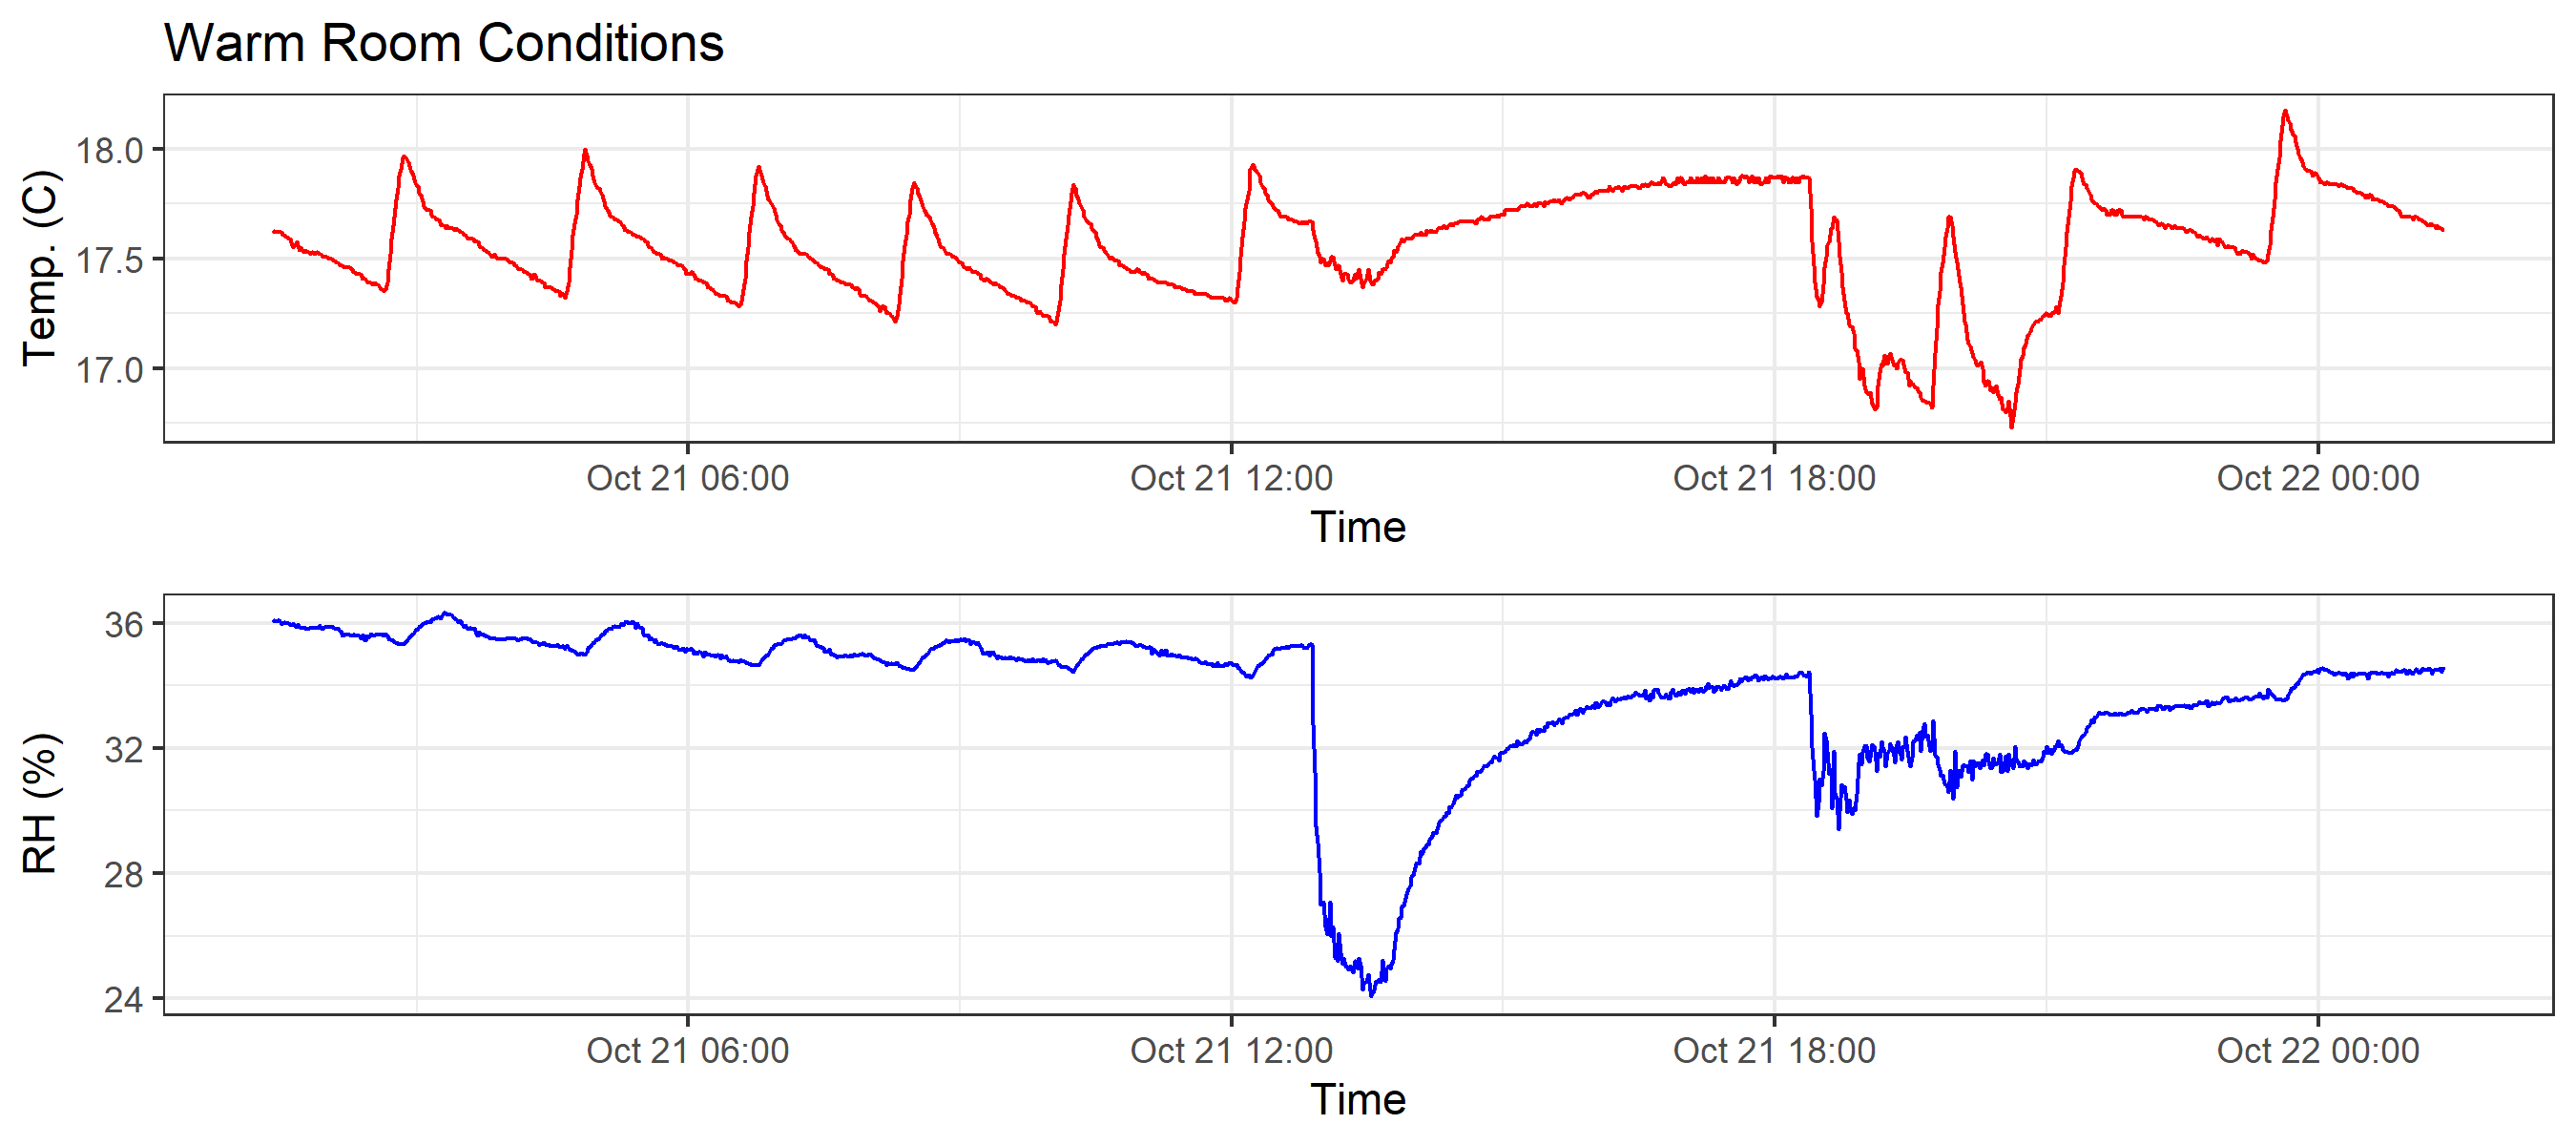 Warm Room Conditions
Temp. (C)
18.0
17.5
17.0
Oct 21 06:00
Oct 21 12:00
Oct 21 18:00
Oct 22 00:00
Time
RH (%)
36
32
28
24
Oct 21 06:00
Oct 21 12:00
Oct 21 18:00
Oct 22 00:00
Time